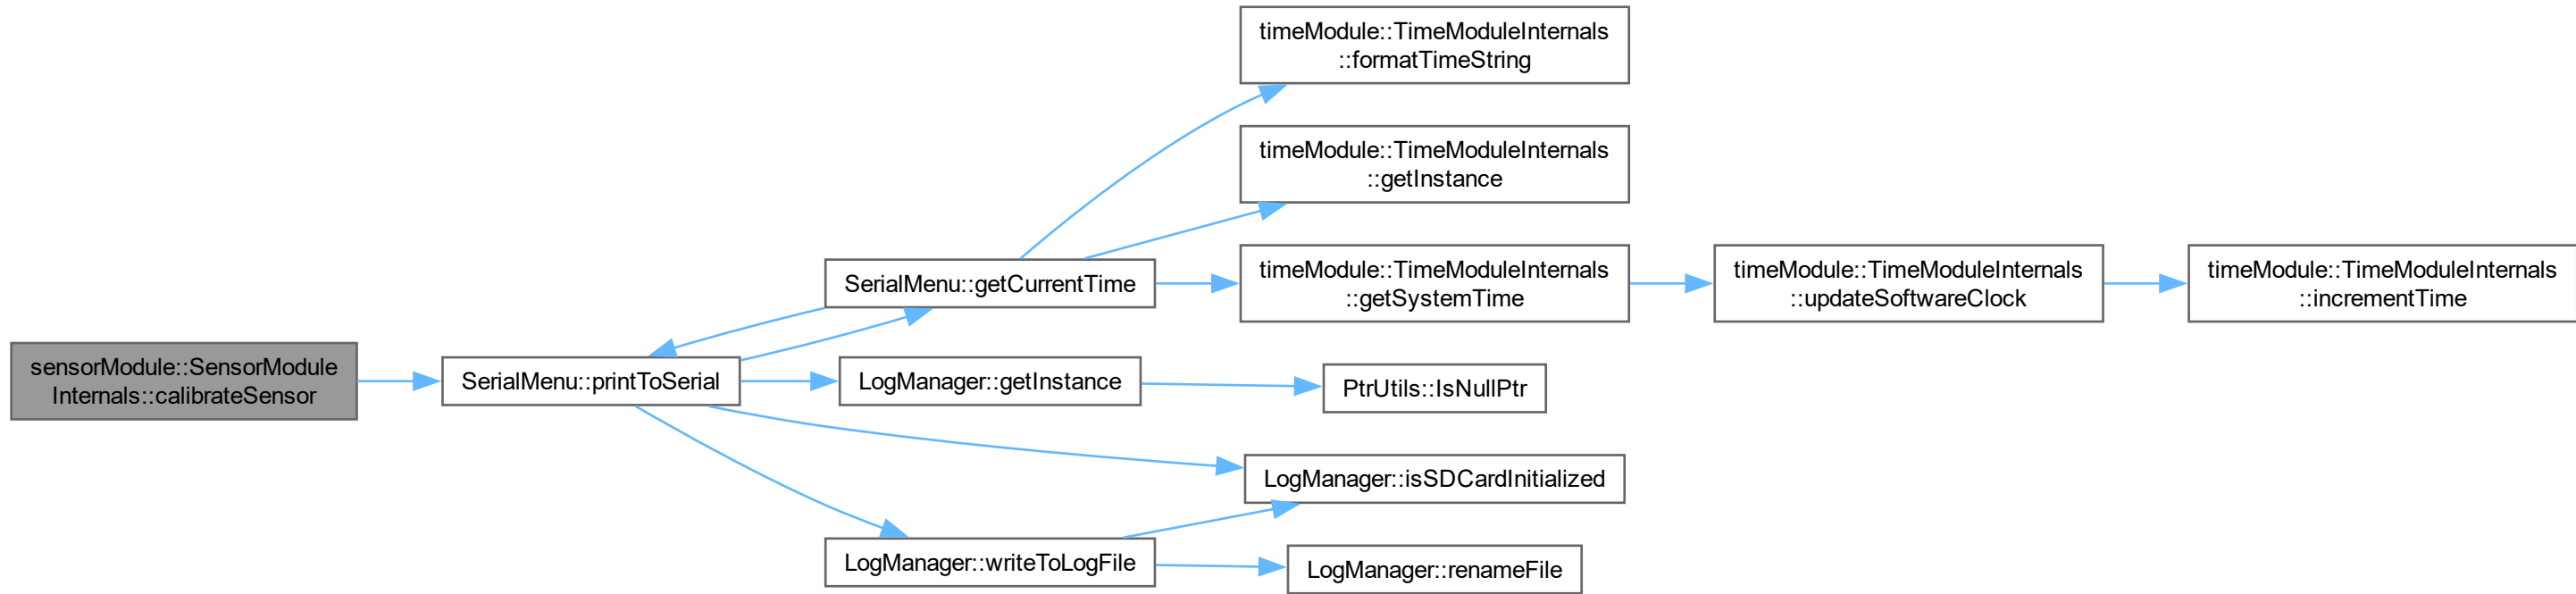 sensorModule::SensorModule
Internals::calibrateSensor
SerialMenu::printToSerial
SerialMenu::getCurrentTime
timeModule::TimeModuleInternals
::formatTimeString
timeModule::TimeModuleInternals
::getInstance
timeModule::TimeModuleInternals
::getSystemTime
timeModule::TimeModuleInternals
::updateSoftwareClock
timeModule::TimeModuleInternals
::incrementTime
LogManager::getInstance
PtrUtils::IsNullPtr
LogManager::isSDCardInitialized
LogManager::writeToLogFile
LogManager::renameFile